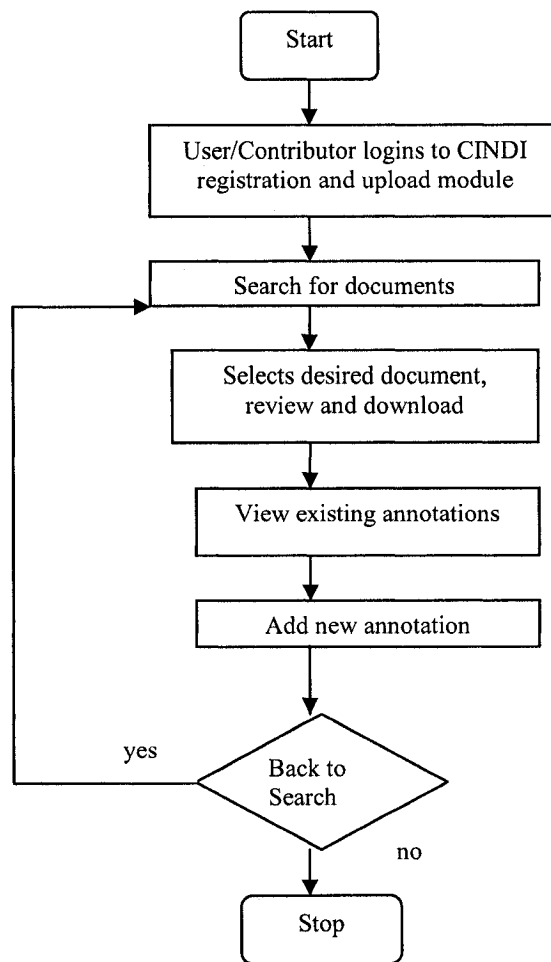 Start
User/Contributor logins to CINDI
registration and upload module
Search for documents
Selects desired document,
review and download
View existing annotations
Add new annotation
yes
Back to
Search
no
Stop